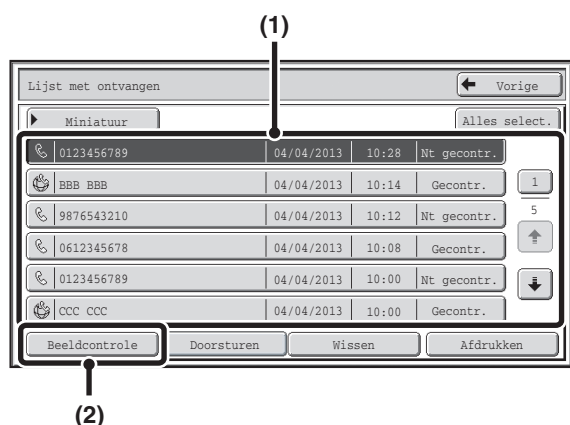 (1)
Lijst met ontvangen Vorige
Miniatuur Alles select.
0123456789 04/04/2013 10:28 Nt gecontr.
BBB BBB 04/04/2013 10:14 Gecontr. 1
9876543210 04/04/2013 10:12 Nt gecontr. 5
0612345678 04/04/2013 10:08 Gecontr.
0123456789 04/04/2013 10:00 Nt gecontr.
CCC CCC 04/04/2013 10:00 Gecontr.
Beeldcontrole Doorsturen Wissen Afdrukken
(2)